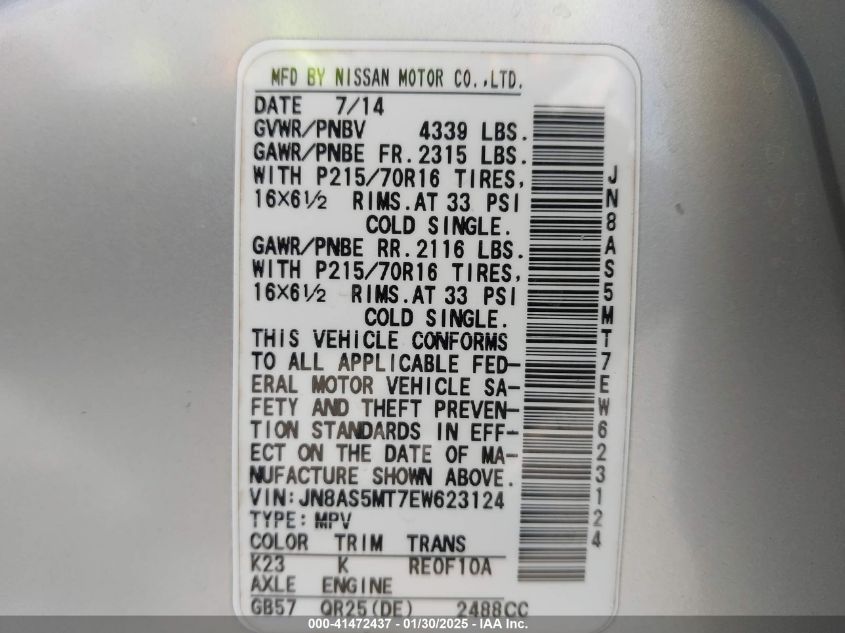 MFD BY NISSAN MOTOR CO.,LTD.
DATE 7/14
GVWR/PNBV 4339 LBS.
GAWR/PNBE FR. 2315 LBS.
WITH P215/70R16 TIRES,
16×6½ RIMS. AT 33 PSI
COLD SINGLE.
GAWR/PNBE RR. 2116 LBS.
WITH P215/70R16 TIRES,
16×6½ RIMS. AT 33 PSI
COLD SINGLE.
THIS VEHICLE CONFORMS
TO ALL APPLICABLE FED-
ERAL MOTOR VEHICLE SA-
FETY AND THEFT PREVEN-
TION STANDARDS IN EFF-
ECT ON THE DATE OF MA-
NUFACTURE SHOWN ABOVE.
VIN:JN8AS5MT7EW623124
TYPE: MPV
COLOR TRIM TRANS
K23 K RE0F10A
AXLE ENGINE
GB57 QR25(DE) 2488CC
JN8AS5MT7EW623124
000-41472437 - 01/30/2025 - IAA Inc.